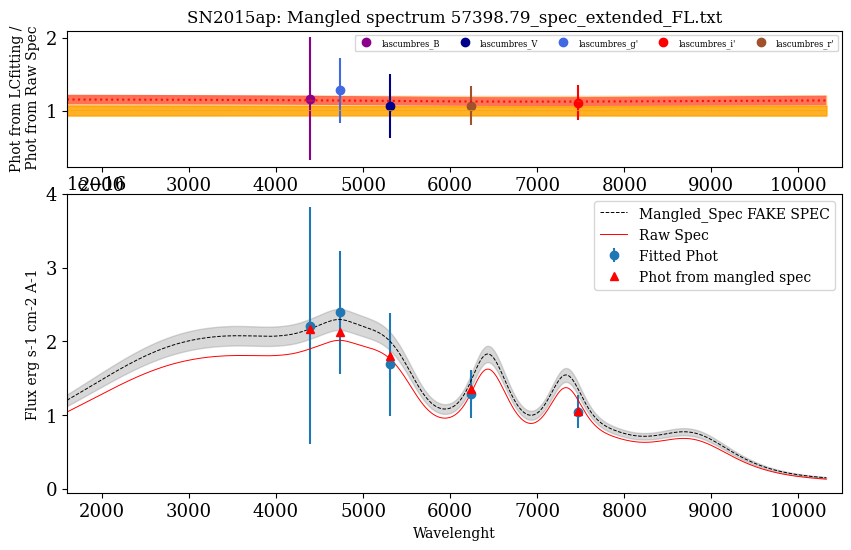 SN2015ap: Mangled spectrum 57398.79_spec_extended_FL.txt
Phot from LCfitting /
Phot from Raw Spec
2
1
lascumbres_B
lascumbres_V
lascumbres_g'
lascumbres_i'
lascumbres_r'
2000 3000 4000 5000 6000 7000 8000 9000 10000
Flux erg s-1 cm-2 A-1
4
3
2
1
0
Mangled_Spec FAKE SPEC
Raw Spec
Fitted Phot
Phot from mangled spec
2000 3000 4000 5000 6000 7000 8000 9000 10000
Wavelenght